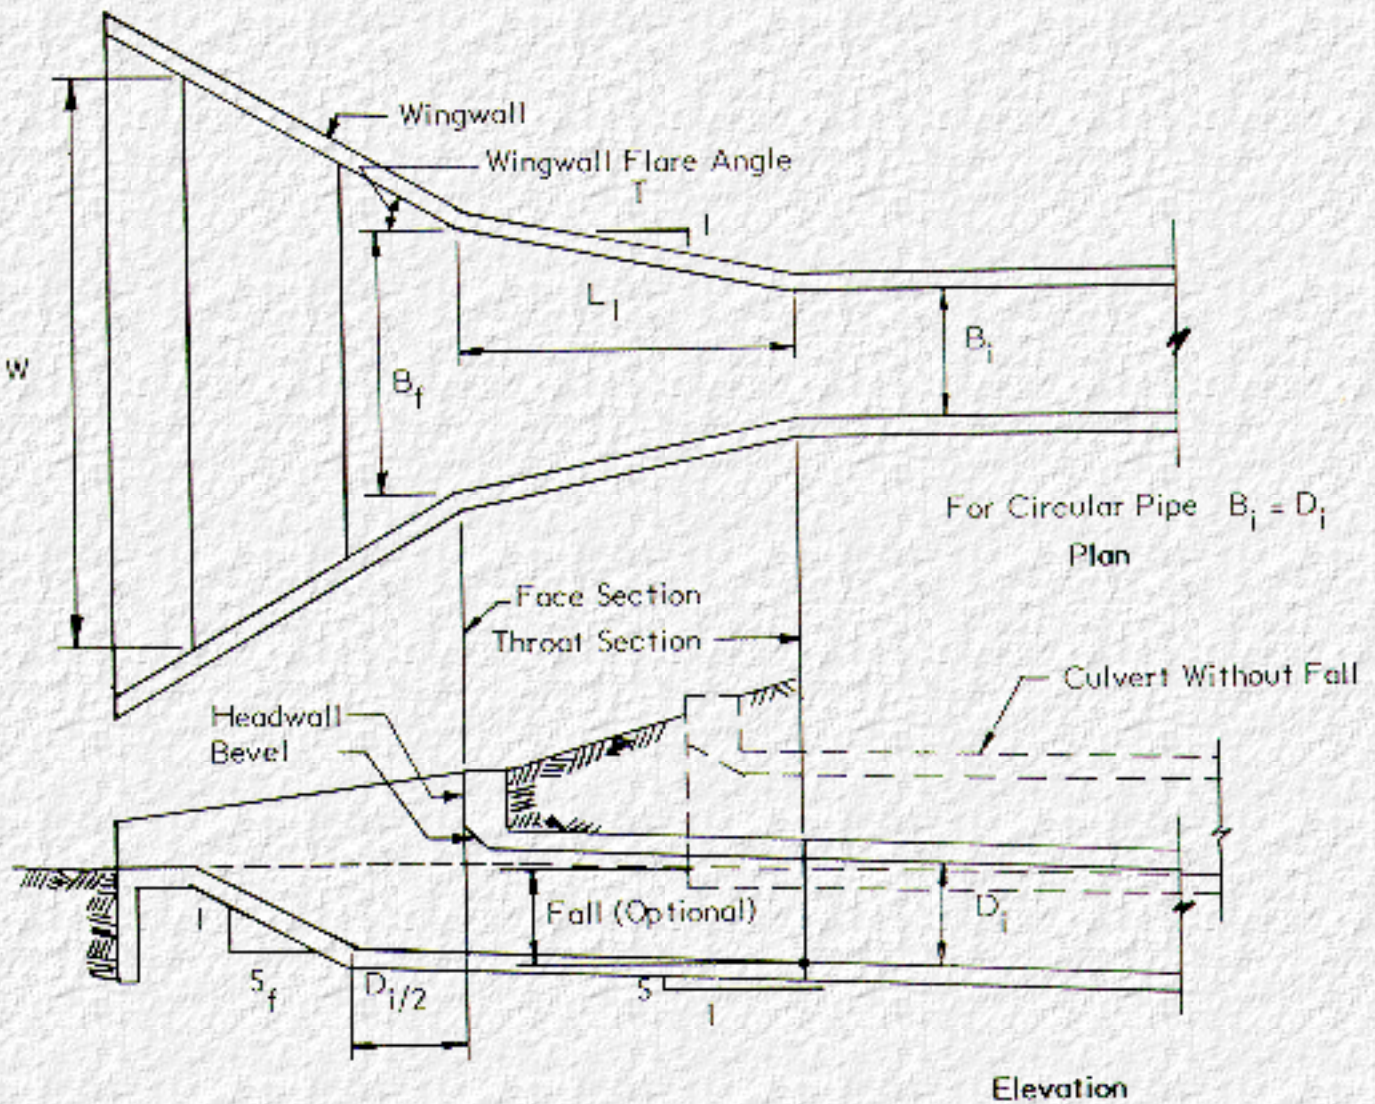 Wingwall
Wingwall Flare Angle
T
1
L1
W
Bf
Bi
For Circular Pipe Bi = Di
Plan
Face Section
Throat Section
Culvert Without Fall
Headwall
Bevel
Fall (Optional)
Di
1
Sf
Di/2
S
1
Elevation